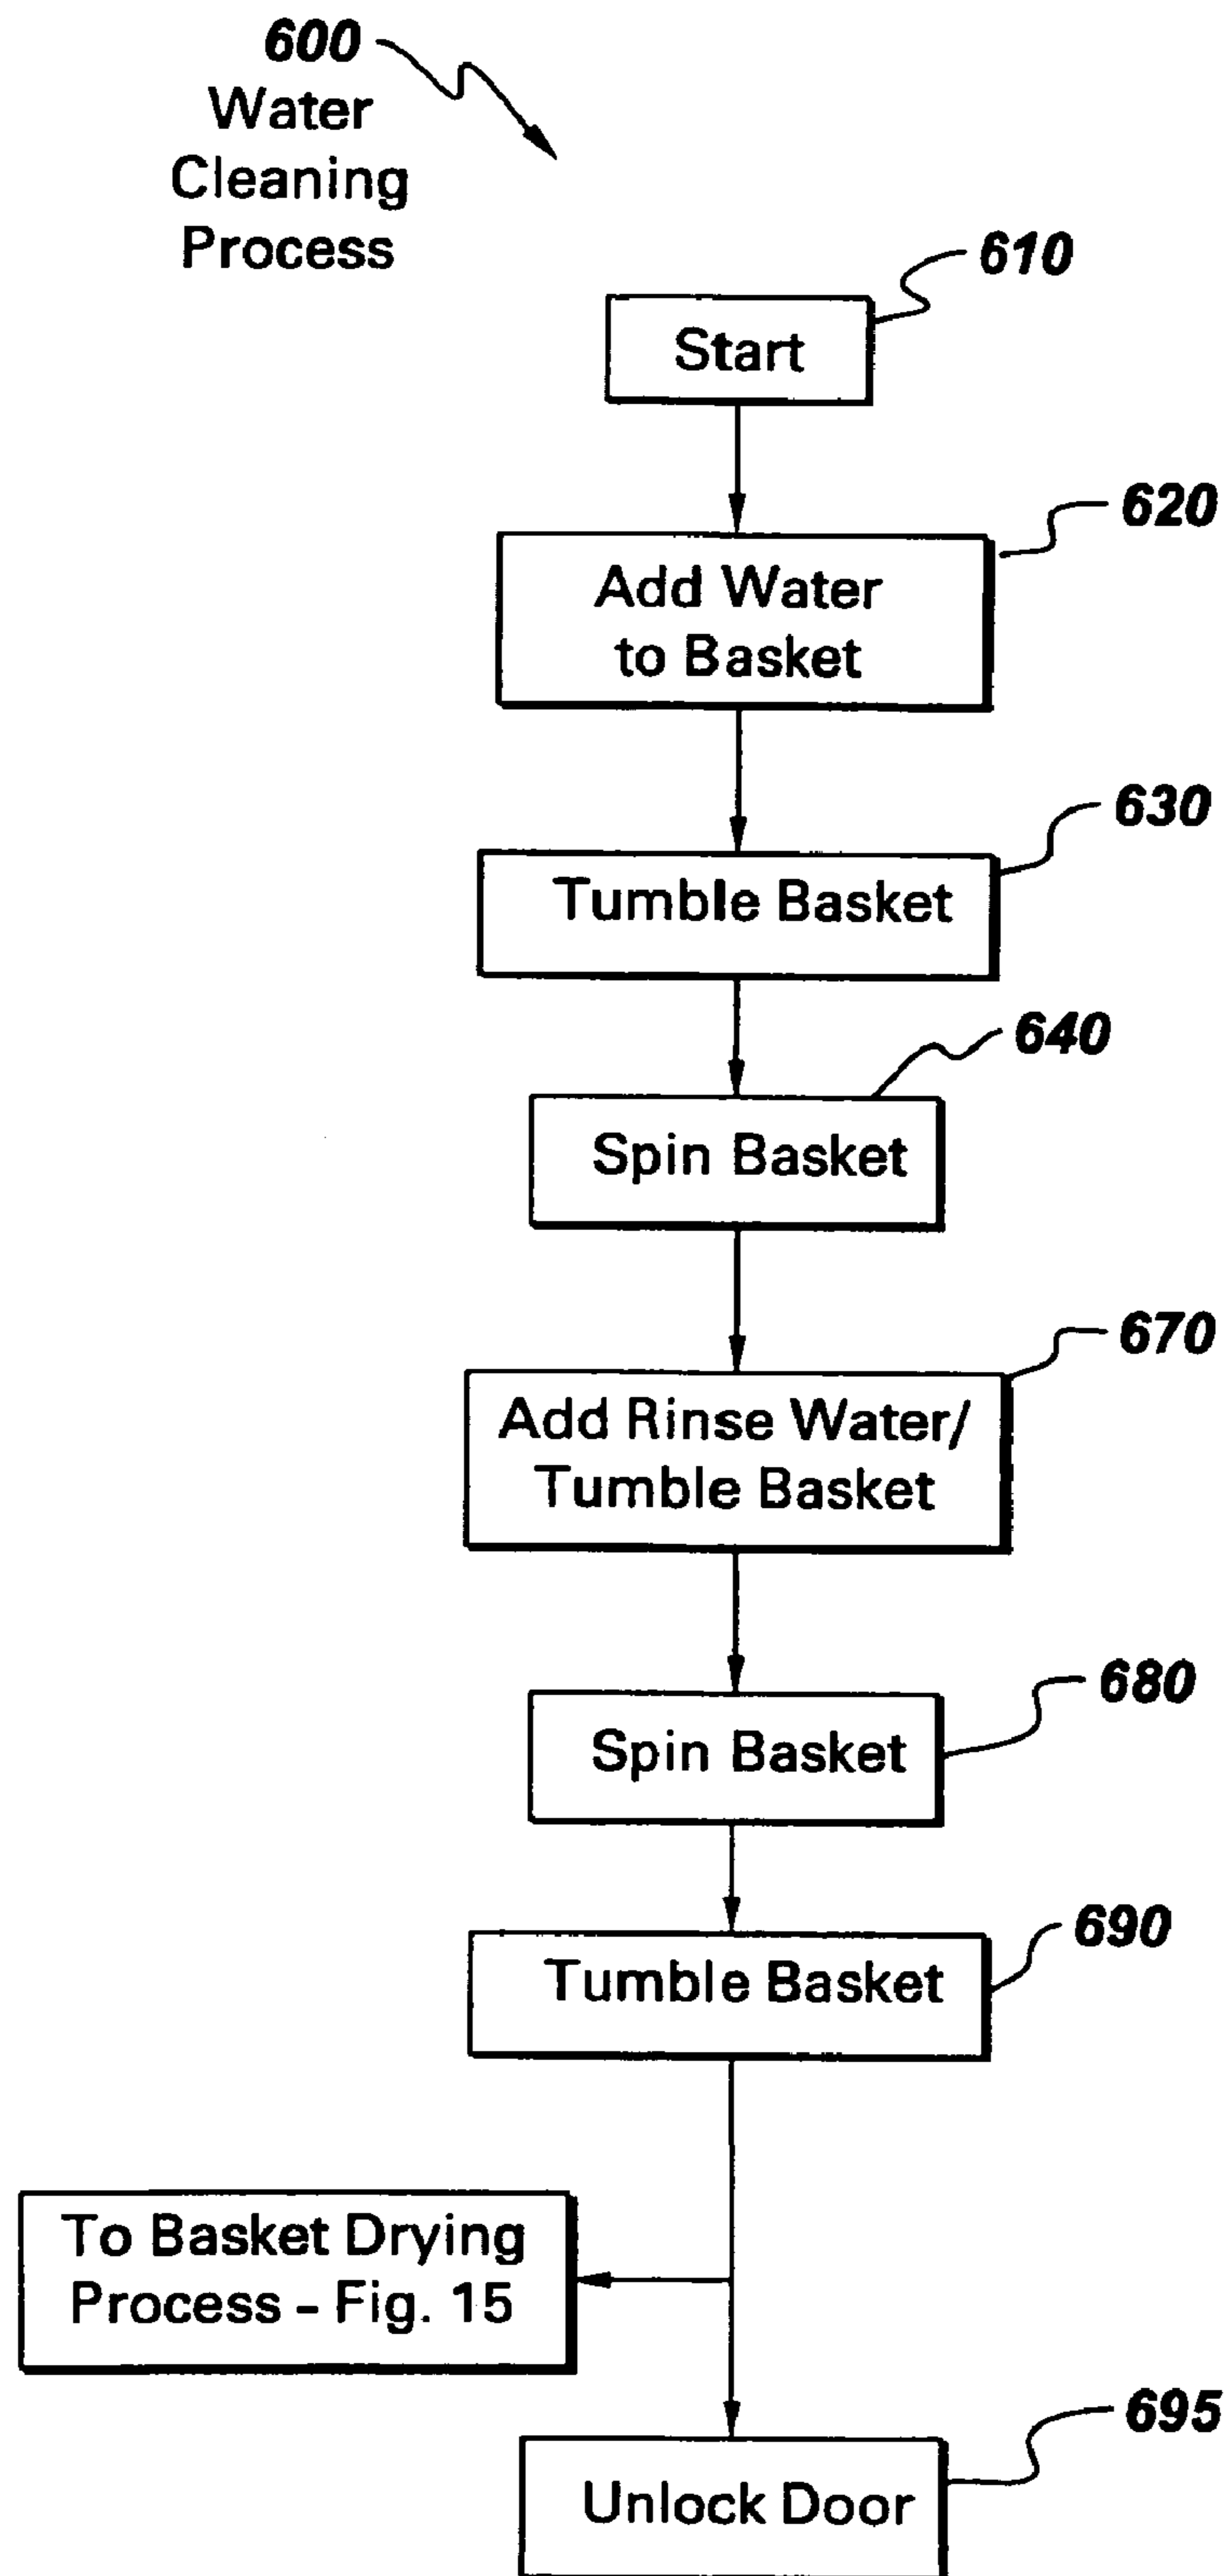 600
Water
Cleaning
Process
610
Start
620
Add Water
to Basket
630
Tumble Basket
640
Spin Basket
670
Add Rinse Water/
Tumble Basket
680
Spin Basket
690
Tumble Basket
To Basket Drying
Process - Fig. 15
695
Unlock Door